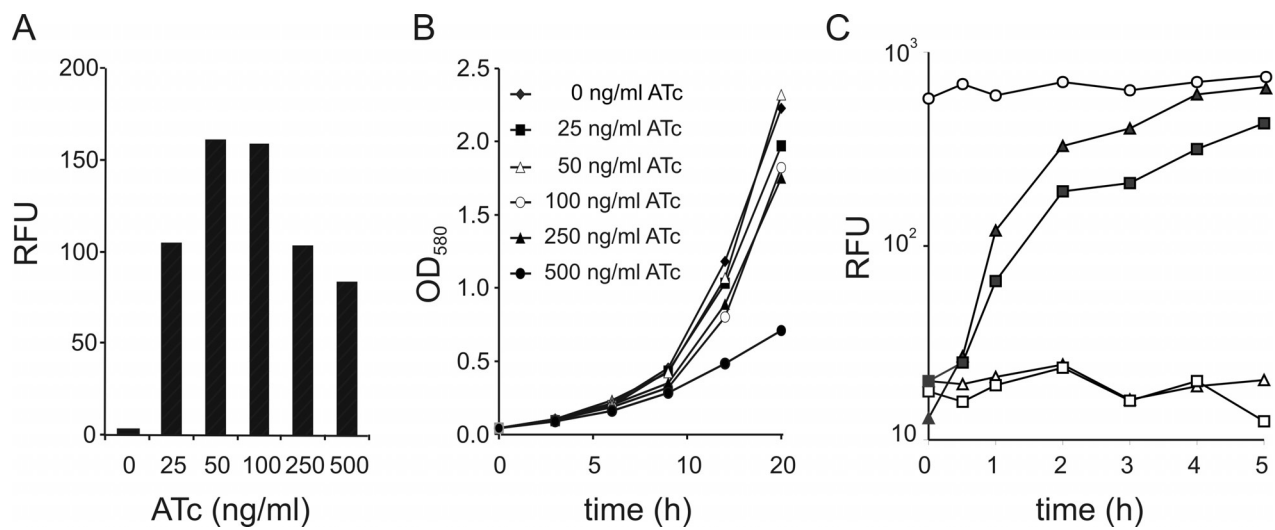 A
RFU
200
150
100
50
0
0 25 50 100 250 500
ATc (ng/ml)
B
OD580
2.5
2.0
1.5
1.0
0.5
0.0
0 ng/ml ATc
25 ng/ml ATc
50 ng/ml ATc
100 ng/ml ATc
250 ng/ml ATc
500 ng/ml ATc
0 5 10 20
time (h)
C
RFU
10³
10²
10
0 1 2 3 4 5
time (h)